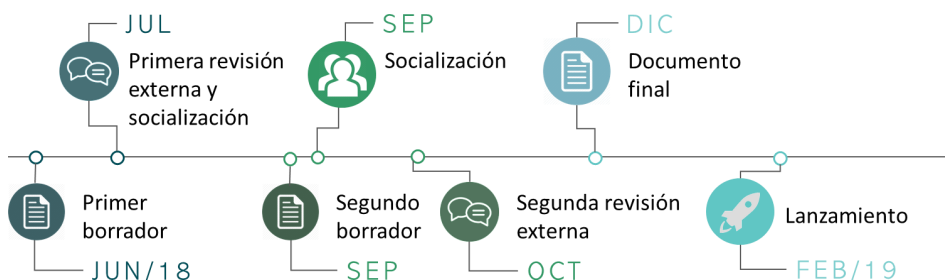 JUL
Primera revisión
externa y
socialización
SEP
Socialización
DIC
Documento
final
Primer
borrador
JUN/18
Segundo
borrador
SEP
Segunda revisión
externa
OCT
Lanzamiento
FEB/19